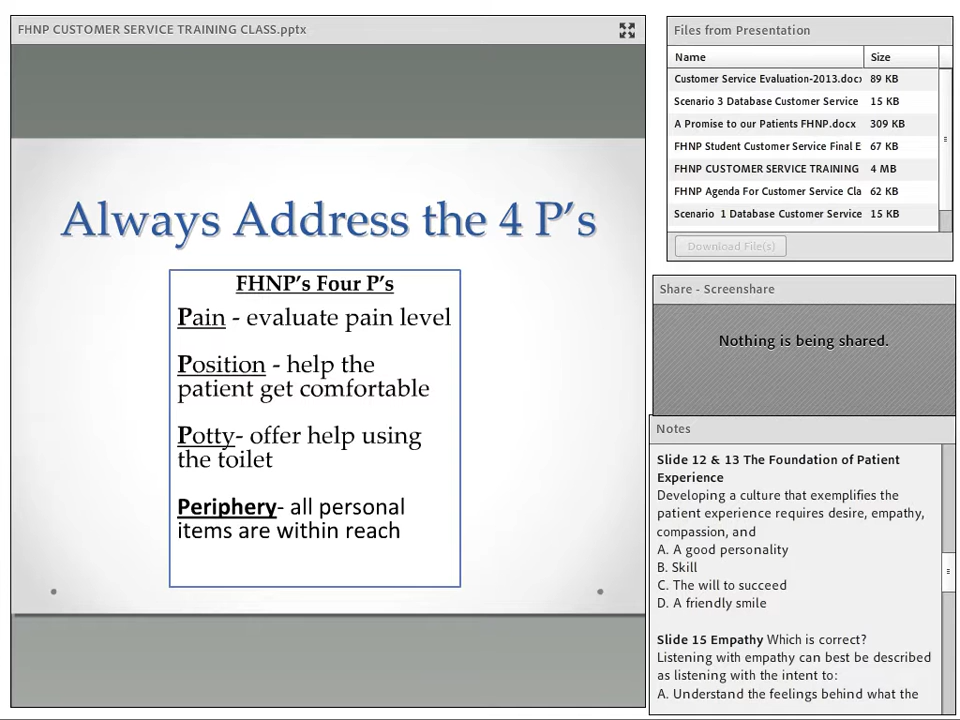 FHNP CUSTOMER SERVICE TRAINING CLASS.pptx
Always Address the 4 P's
FHNP's Four P's
Pain - evaluate pain level
Position - help the
patient get comfortable
Potty- offer help using
the toilet
Periphery- all personal
items are within reach
Files from Presentation
Name Size
Customer Service Evaluation-2013.docx 89 KB
Scenario 3 Database Customer Service 15 KB
A Promise to our Patients FHNP.docx 309 KB
FHNP Student Customer Service Final E 67 KB
FHNP CUSTOMER SERVICE TRAINING 4 MB
FHNP Agenda For Customer Service Cla 62 KB
Scenario 1 Database Customer Service 15 KB
Download File(s)
Share - Screenshare
Nothing is being shared.
Notes
Slide 12 & 13 The Foundation of Patient
Experience
Developing a culture that exemplifies the
patient experience requires desire, empathy,
compassion, and
A. A good personality
B. Skill
C. The will to succeed
D. A friendly smile
Slide 15 Empathy Which is correct?
Listening with empathy can best be described
as listening with the intent to:
A. Understand the feelings behind what the